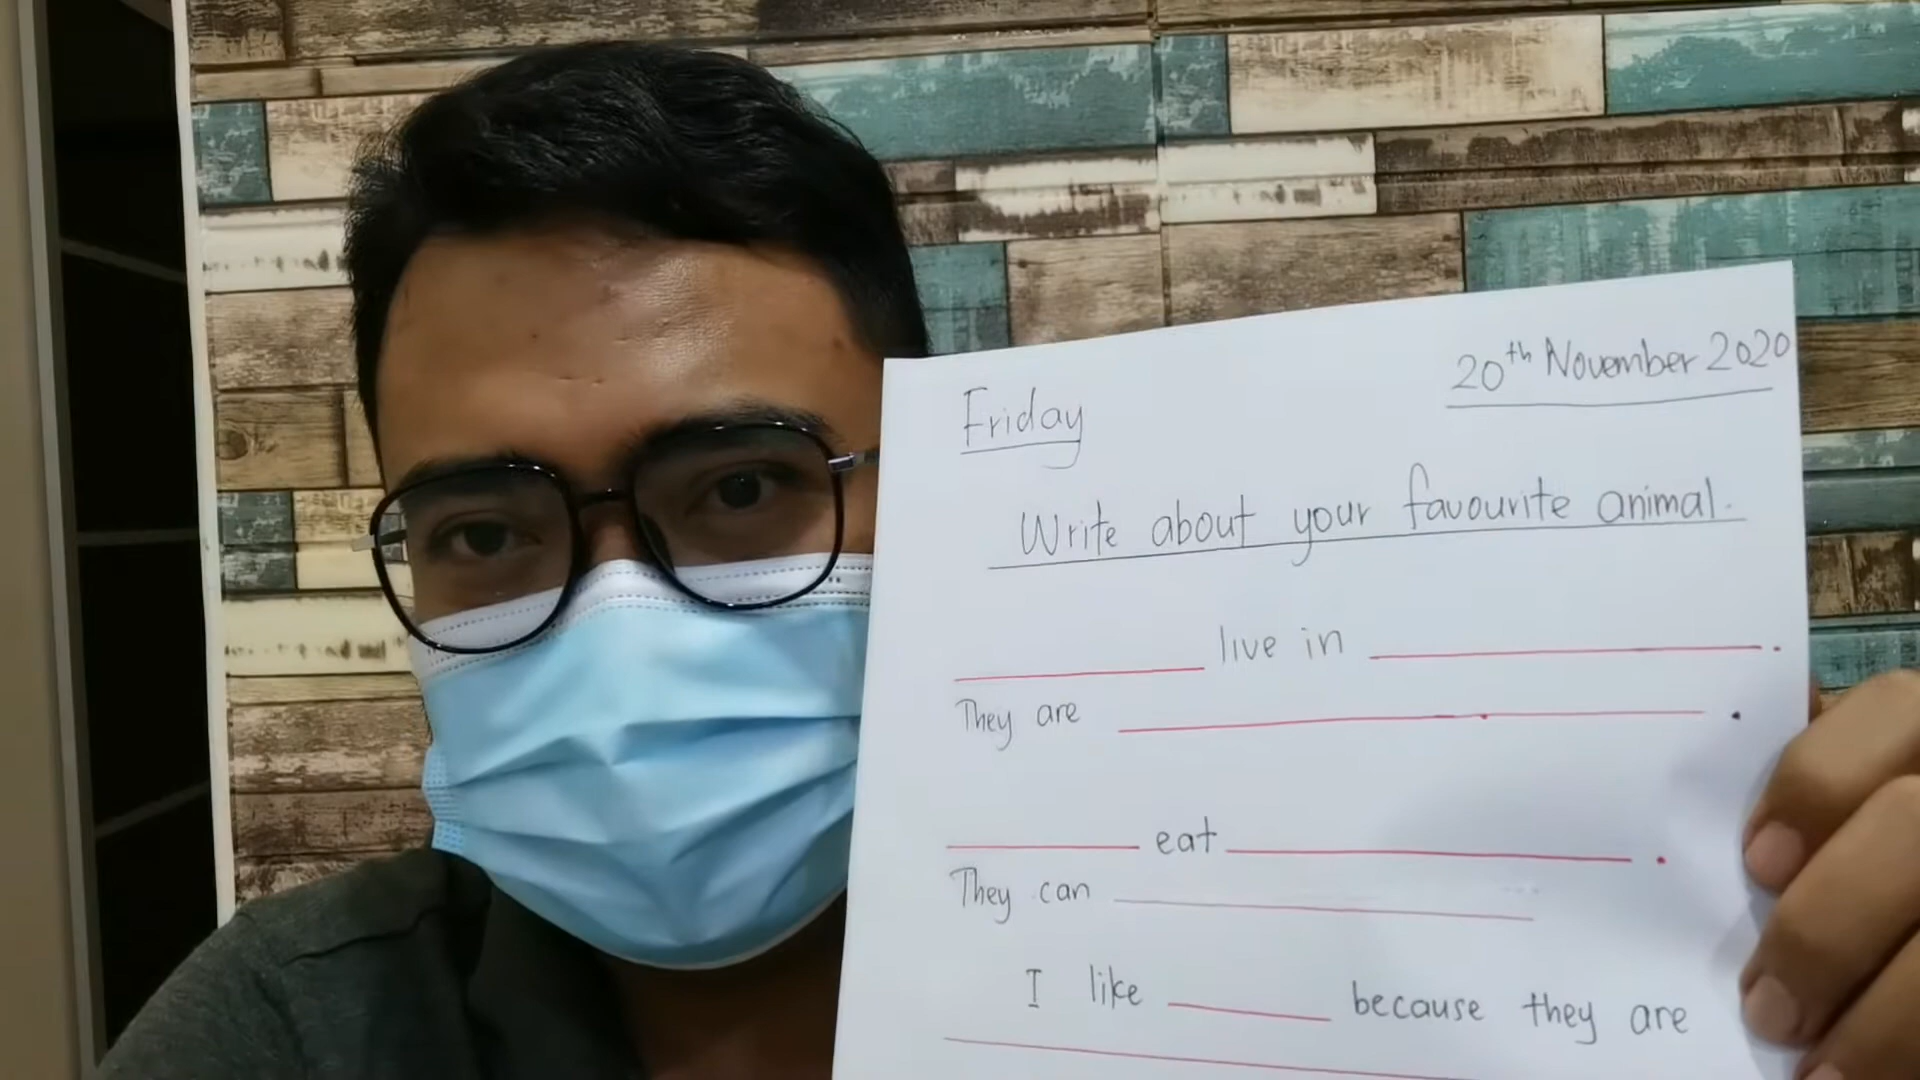 Friday
20th November 2020
Write about your favourite animal.
live in .
They are .
eat .
They can
I like because they are